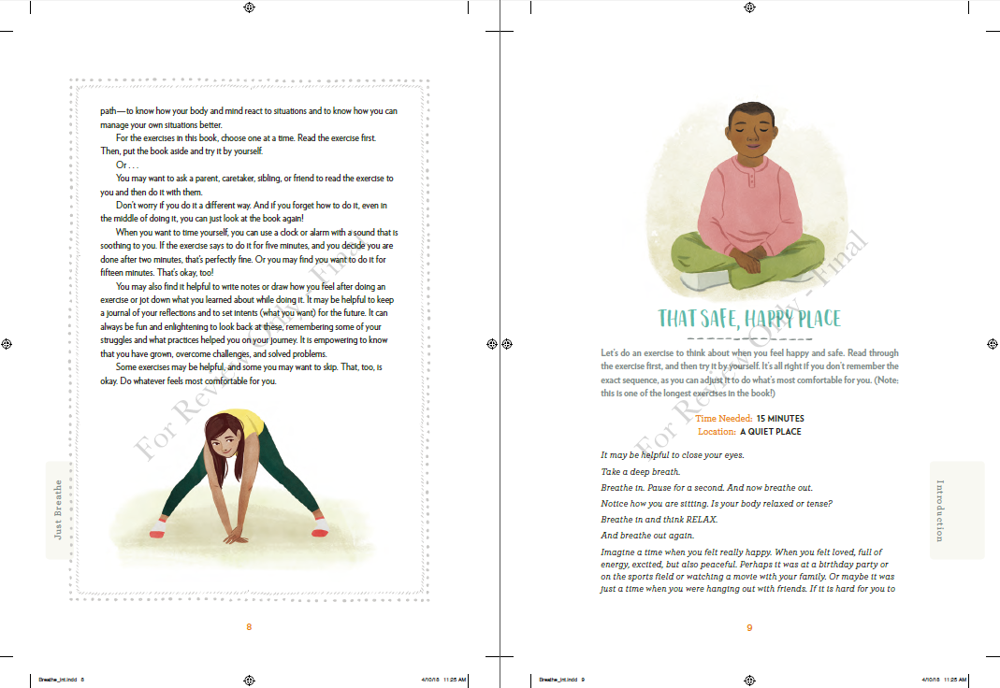 path—to know how your body and mind react to situations and to know how you can
manage your own situations better.
For the exercises in this book, choose one at a time. Read the exercise first.
Then, put the book aside and try it by yourself.
Or . . .
You may want to ask a parent, caretaker, sibling, or friend to read the exercise to
you and then do it with them.
Don't worry if you do it a different way. And if you forget how to do it, even in
the middle of doing it, you can just look at the book again!
When you want to time yourself, you can use a clock or alarm with a sound that is
soothing to you. If the exercise says to do it for five minutes, and you decide you are
done after two minutes, that's perfectly fine. Or you may find you want to do it for
fifteen minutes. That's okay, too!
You may also find it helpful to write notes or draw how you feel after doing an
exercise or jot down what you learned about while doing it. It may be helpful to keep
a journal of your reflections and to set intents (what you want) for the future. It can
always be fun and enlightening to look back at these, remembering some of your
struggles and what practices helped you on your journey. It is empowering to know
that you have grown, overcome challenges, and solved problems.
Some exercises may be helpful, and some you may want to skip. That, too, is
okay. Do whatever feels most comfortable for you.
For Review Only - Final
Just Breathe
8
Breathe_int.indd 8
4/10/18 11:25 AM
THAT SAFE, HAPPY PLACE
Let's do an exercise to think about when you feel happy and safe. Read through
the exercise first, and then try it by yourself. It's all right if you don't remember the
exact sequence, as you can adjust it to do what's most comfortable for you. (Note:
this is one of the longest exercises in the book!)
Time Needed: 15 MINUTES
Location: A QUIET PLACE
It may be helpful to close your eyes.
Take a deep breath.
Breathe in. Pause for a second. And now breathe out.
Notice how you are sitting. Is your body relaxed or tense?
Breathe in and think RELAX.
And breathe out again.
Imagine a time when you felt really happy. When you felt loved, full of
energy, excited, but also peaceful. Perhaps it was at a birthday party or
on the sports field or watching a movie with your family. Or maybe it was
just a time when you were hanging out with friends. If it is hard for you to
For Review Only - Final
Introduction
9
Breathe_int.indd 9
4/10/18 11:25 AM